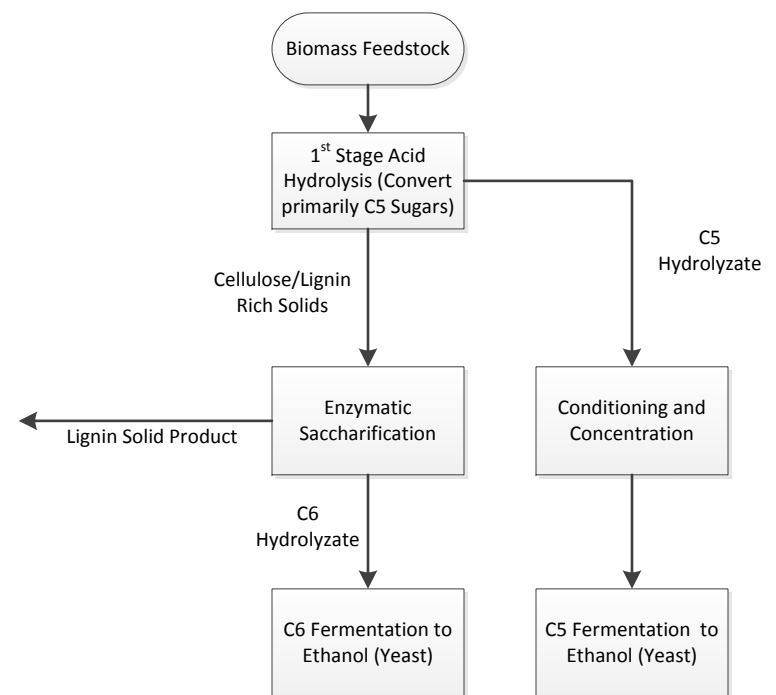 Biomass Feedstock
1st Stage Acid
Hydrolysis (Convert
primarily C5 Sugars)
C5
Hydrolyzate
Cellulose/Lignin
Rich Solids
Enzymatic
Saccharification
Conditioning and
Concentration
Lignin Solid Product
C6
Hydrolyzate
C6 Fermentation to
Ethanol (Yeast)
C5 Fermentation to
Ethanol (Yeast)